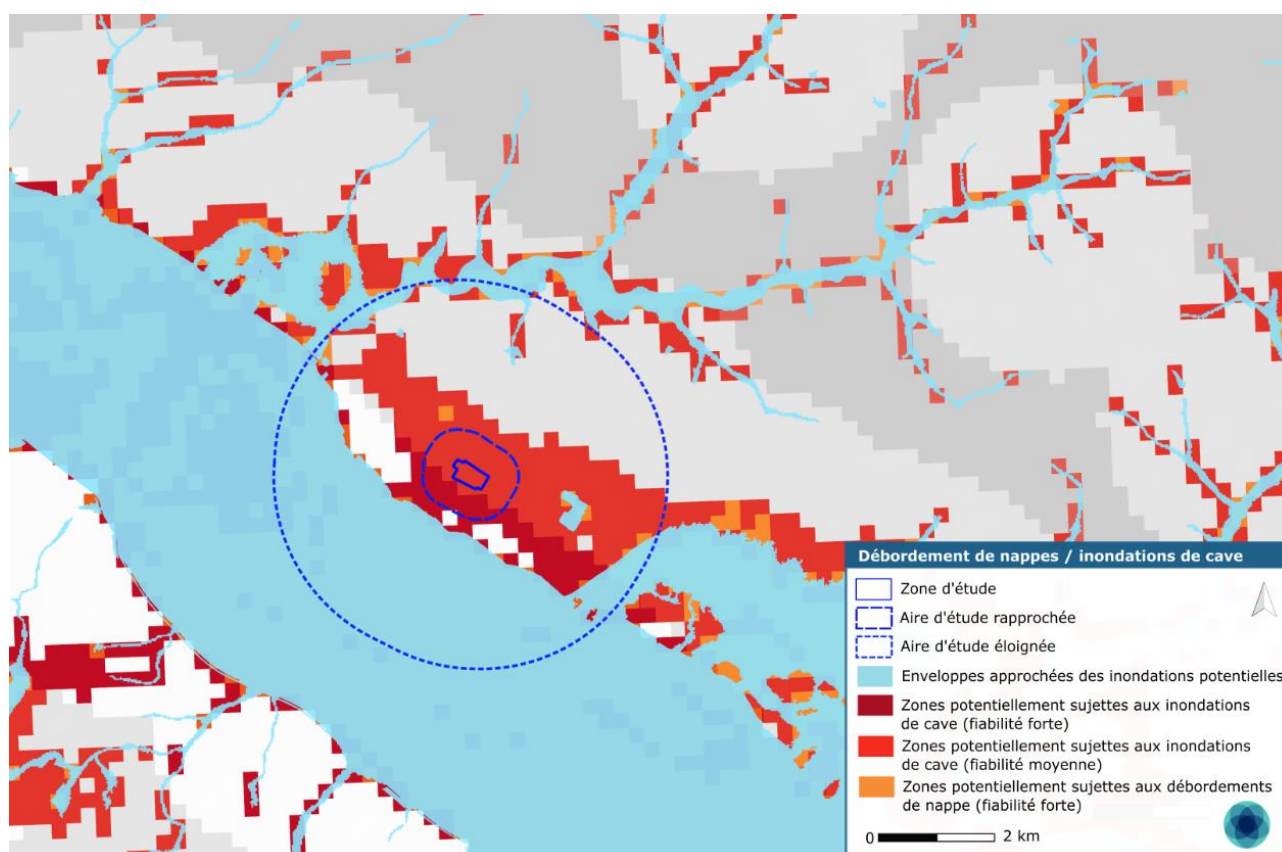 Débordement de nappes / inondations de cave
Zone d'étude
Aire d'étude rapprochée
Aire d'étude éloignée
Enveloppes approchées des inondations potentielles
Zones potentiellement sujettes aux inondations
de cave (fiabilité forte)
Zones potentiellement sujettes aux inondations
de cave (fiabilité moyenne)
Zones potentiellement sujettes aux débordements
de nappe (fiabilité forte)
0 2 km